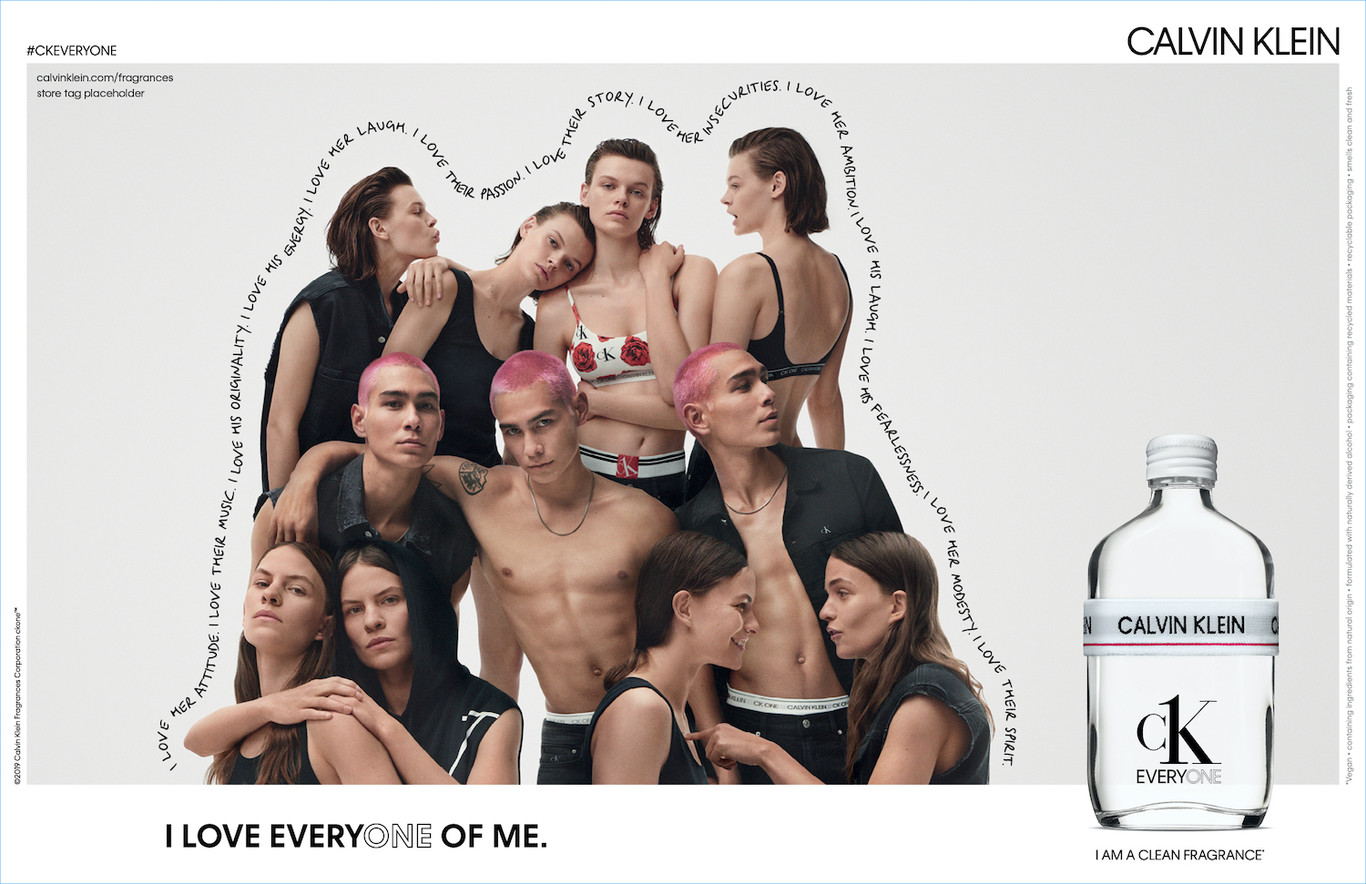 #CKEVERYONE
CALVIN KLEIN
calvinklein.com/fragrances
store tag placeholder
I LOVE HER ATTITUDE. I LOVE THEIR MUSIC. I LOVE HIS ORIGINALITY. I LOVE HIS ENERGY. I LOVE HER LAUGH. I LOVE THEIR PASSION. I LOVE THEIR STORY. I LOVE HER INSECURITIES. I LOVE HER AMBITION. I LOVE HIS LAUGH. I LOVE HIS FEARLESSNESS. I LOVE HER MODESTY. I LOVE THEIR SPIRIT.
cK
CALVIN KLEIN
cK
EVERYONE
I LOVE EVERYONE OF ME.
I AM A CLEAN FRAGRANCE*
©2019 Calvin Klein Fragrances Corporation ckone™
*Vegan • containing ingredients from natural origin • formulated with naturally derived alcohol • packaging containing recycled materials • recyclable packaging • smells clean and fresh